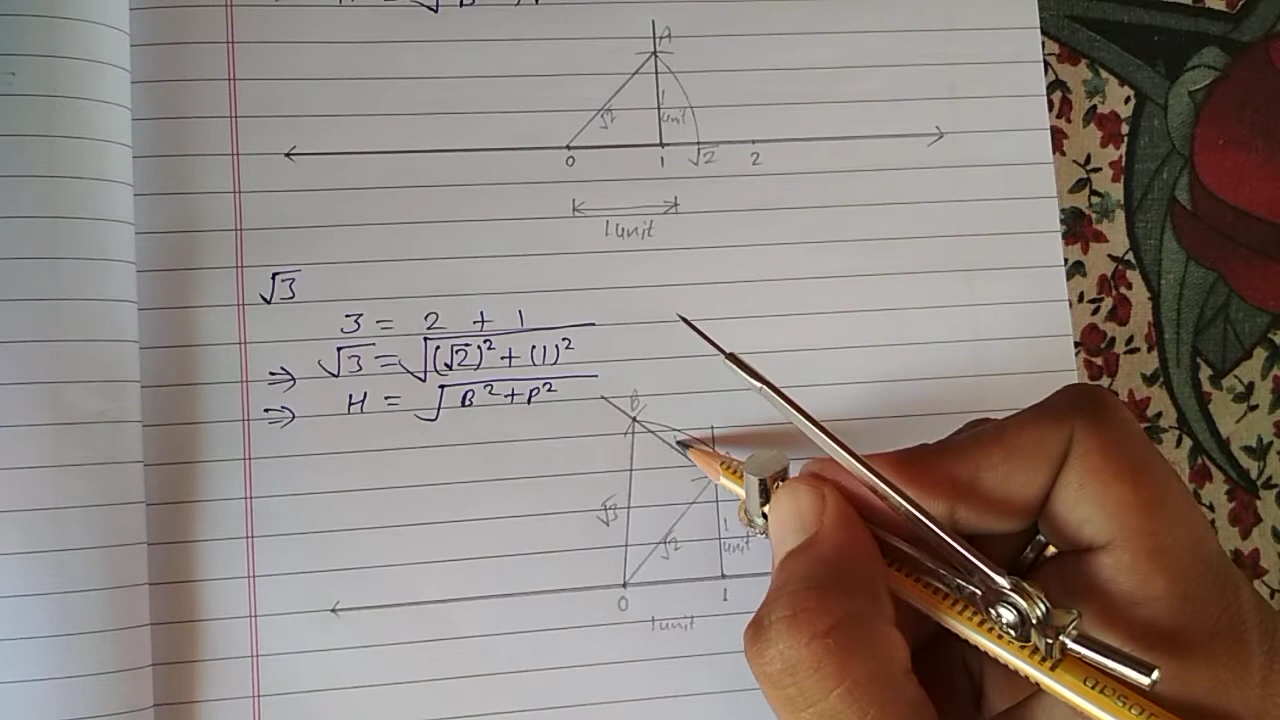 A
√2
1
unit
0 1 √2 2
1 unit
√3
3 = 2 + 1
⇒ √3 = √(√2)² + (1)²
⇒ H = √B² + P²
B
√3
√2
1
unit
0 1
1 unit
apsar